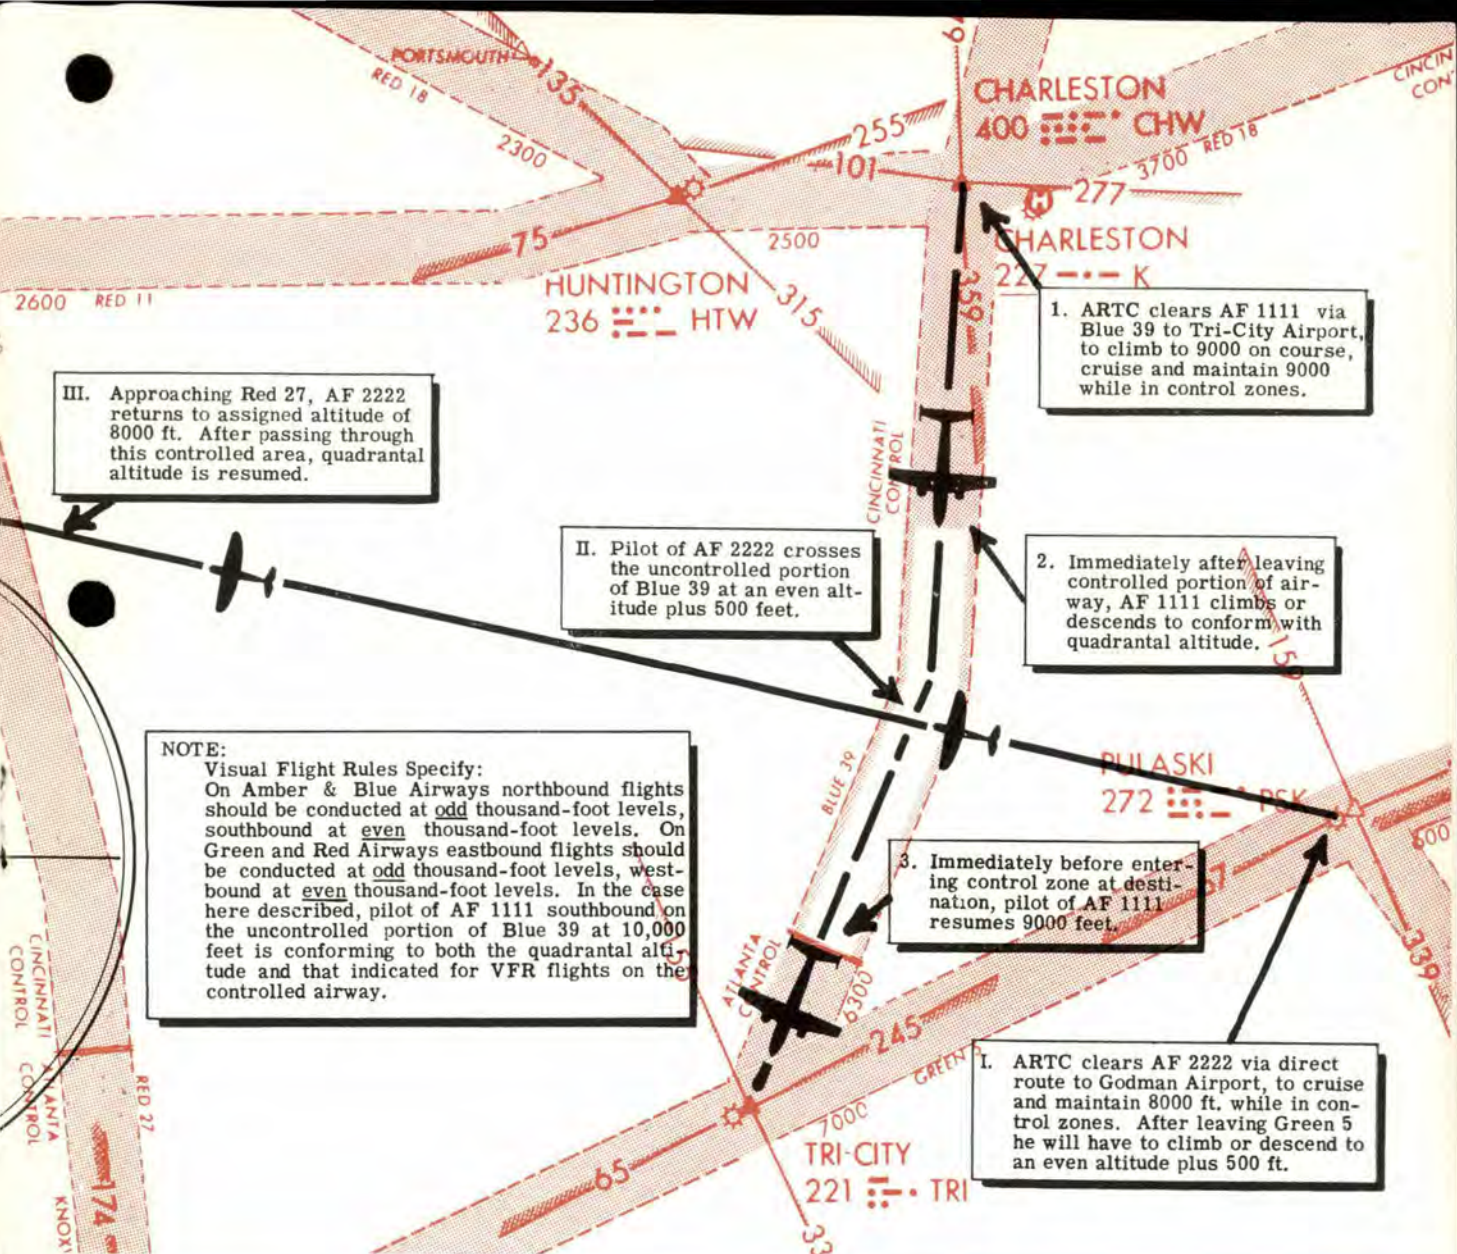 PORTSMOUTH
135
RED 18
2300
255
101
CHARLESTON
400 CHW
3700 RED 18
277
CHARLESTON
227 K
359
75
2500
HUNTINGTON
236 HTW
315
2600 RED 11
1. ARTC clears AF 1111 via
Blue 39 to Tri-City Airport,
to climb to 9000 on course,
cruise and maintain 9000
while in control zones.
III. Approaching Red 27, AF 2222
returns to assigned altitude of
8000 ft. After passing through
this controlled area, quadrantal
altitude is resumed.
CINCINNATI
CONTROL
II. Pilot of AF 2222 crosses
the uncontrolled portion
of Blue 39 at an even alt-
itude plus 500 feet.
2. Immediately after leaving
controlled portion of air-
way, AF 1111 climbs or
descends to conform with
quadrantal altitude.
159
NOTE:
Visual Flight Rules Specify:
On Amber & Blue Airways northbound flights
should be conducted at odd thousand-foot levels,
southbound at even thousand-foot levels. On
Green and Red Airways eastbound flights should
be conducted at odd thousand-foot levels, west-
bound at even thousand-foot levels. In the case
here described, pilot of AF 1111 southbound on
the uncontrolled portion of Blue 39 at 10,000
feet is conforming to both the quadrantal alti-
tude and that indicated for VFR flights on the
controlled airway.
BLUE 39
PULASKI
272 PSK
3. Immediately before enter-
ing control zone at desti-
nation, pilot of AF 1111
resumes 9000 feet.
67
339
ATLANTA
CONTROL
6300
245
GREEN 5
7000
I. ARTC clears AF 2222 via direct
route to Godman Airport, to cruise
and maintain 8000 ft. while in con-
trol zones. After leaving Green 5
he will have to climb or descend to
an even altitude plus 500 ft.
CINCINNATI
CONTROL
ATLANTA
CONTROL
RED 27
174
65
TRI-CITY
221 TRI